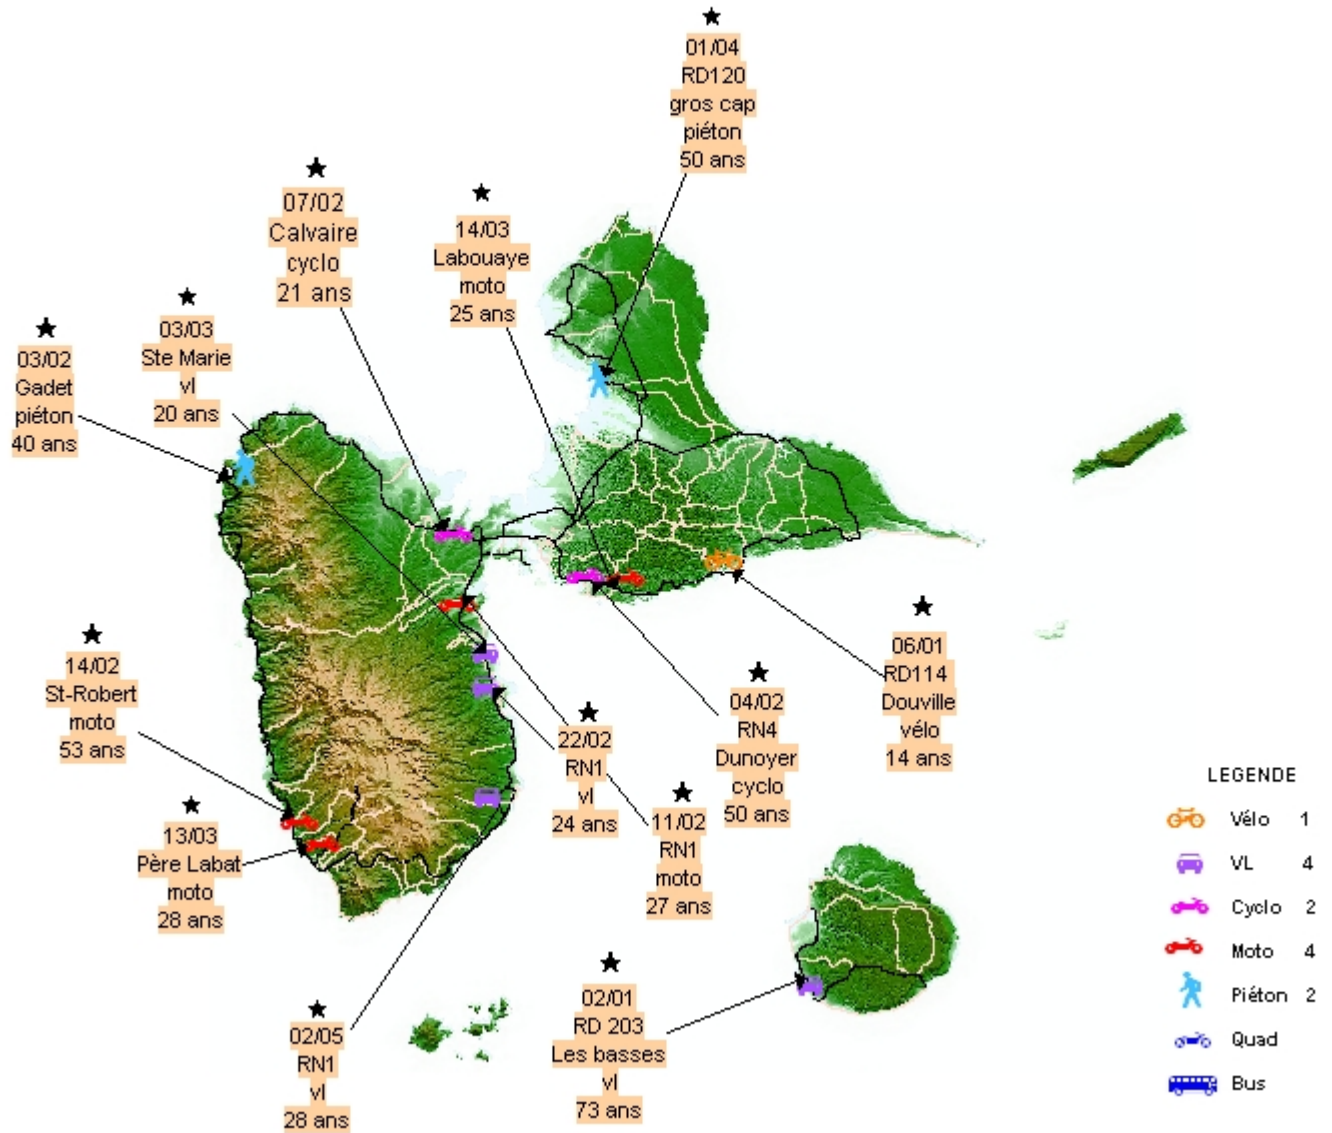 01/04
RD120
gros cap
piéton
50 ans
07/02
Calvaire
cyclo
21 ans
14/03
Labouaye
moto
25 ans
03/03
Ste Marie
vl
20 ans
03/02
Gadet
piéton
40 ans
14/02
St-Robert
moto
53 ans
13/03
Père Labat
moto
28 ans
22/02
RN1
vl
24 ans
11/02
RN1
moto
27 ans
04/02
RN4
Dunoyer
cyclo
50 ans
06/01
RD114
Douville
vélo
14 ans
02/05
RN1
vl
28 ans
02/01
RD 203
Les basses
vl
73 ans
LEGENDE
Vélo 1
VL 4
Cyclo 2
Moto 4
Piéton 2
Quad
Bus